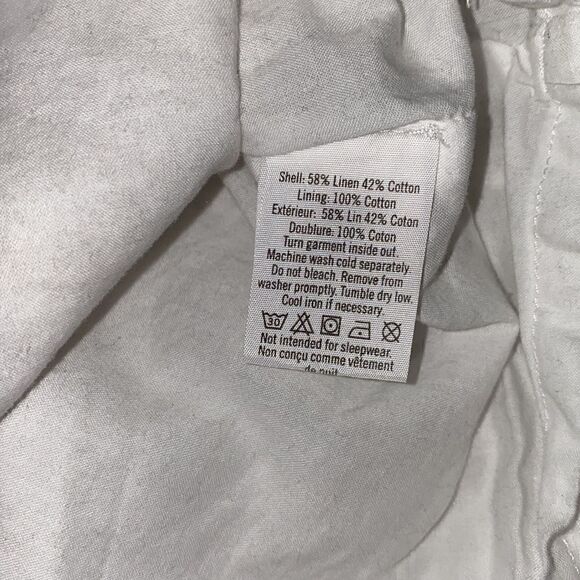 Shell: 58% Linen 42% Cotton
Lining: 100% Cotton
Extérieur: 58% Lin 42% Coton
Doublure: 100% Coton
Turn garment inside out.
Machine wash cold separately.
Do not bleach. Remove from
washer promptly. Tumble dry low.
Cool iron if necessary.
30
Not intended for sleepwear.
Non conçu comme vêtement
de nuit